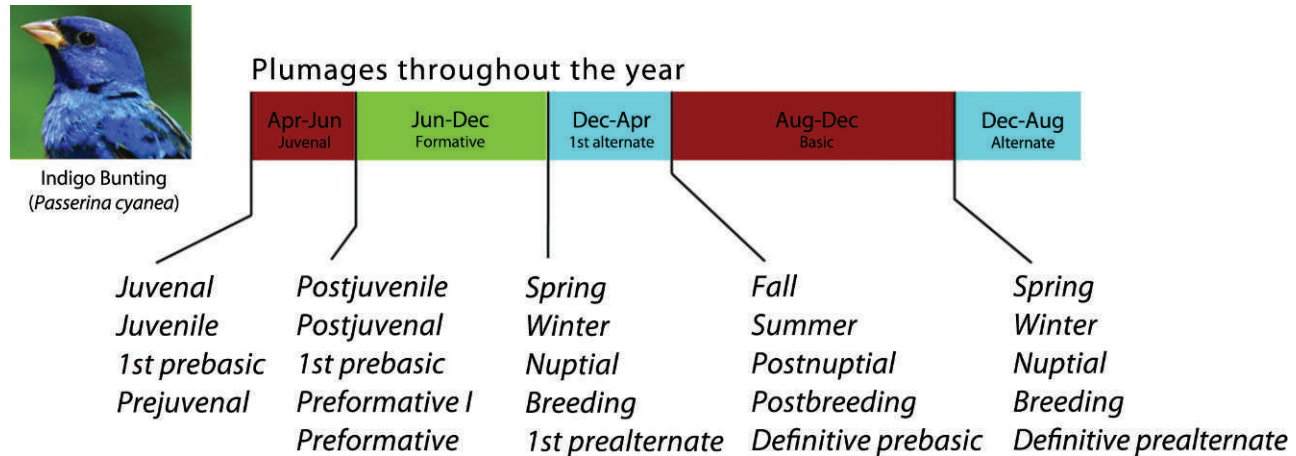 Plumages throughout the year
Apr-Jun
Juvenal
Jun-Dec
Formative
Dec-Apr
1st alternate
Aug-Dec
Basic
Dec-Aug
Alternate
Indigo Bunting
(Passerina cyanea)
Juvenal
Juvenile
1st prebasic
Prejuvenal
Postjuvenile
Postjuvenal
1st prebasic
Preformative I
Preformative
Spring
Winter
Nuptial
Breeding
1st prealternate
Fall
Summer
Postnuptial
Postbreeding
Definitive prebasic
Spring
Winter
Nuptial
Breeding
Definitive prealternate